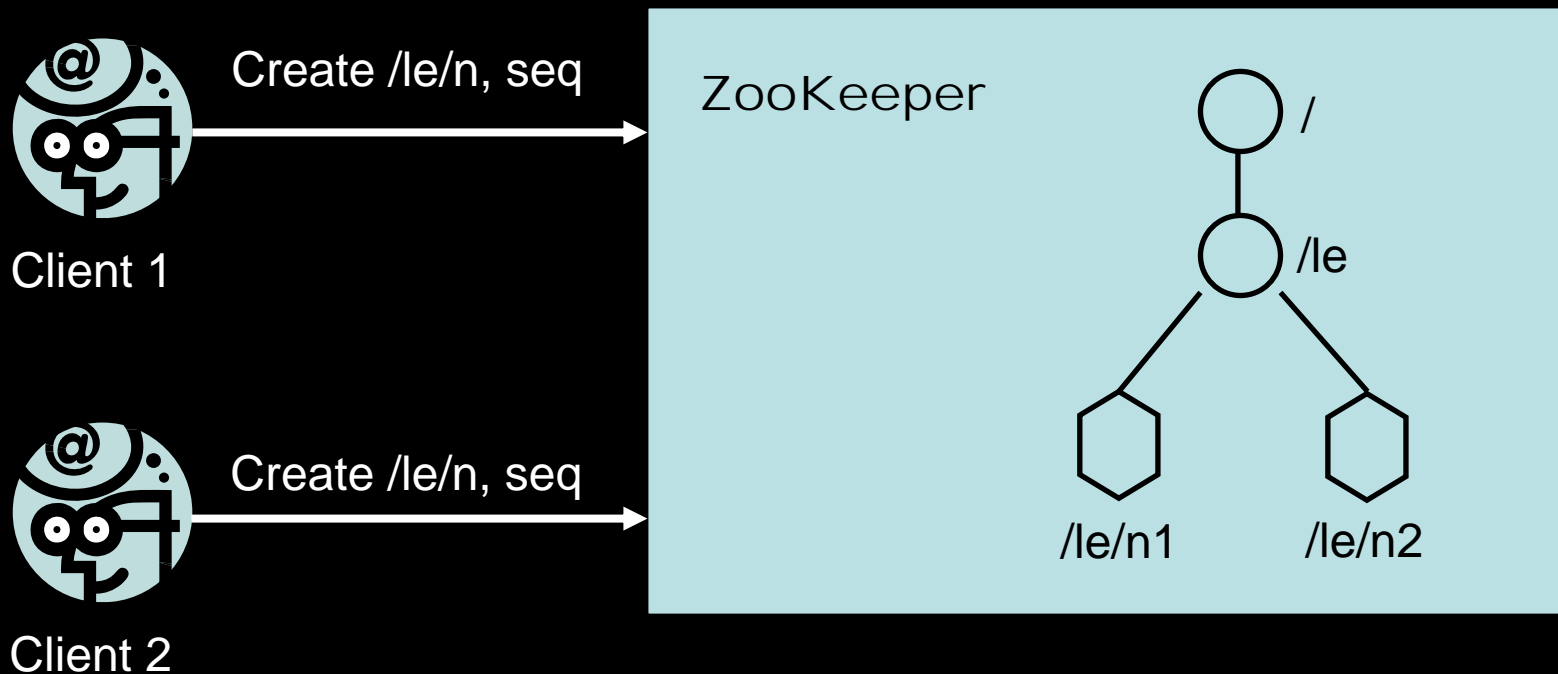 @
Create /le/n, seq
Client 1
@
Create /le/n, seq
Client 2
ZooKeeper
/
/le
/le/n1
/le/n2